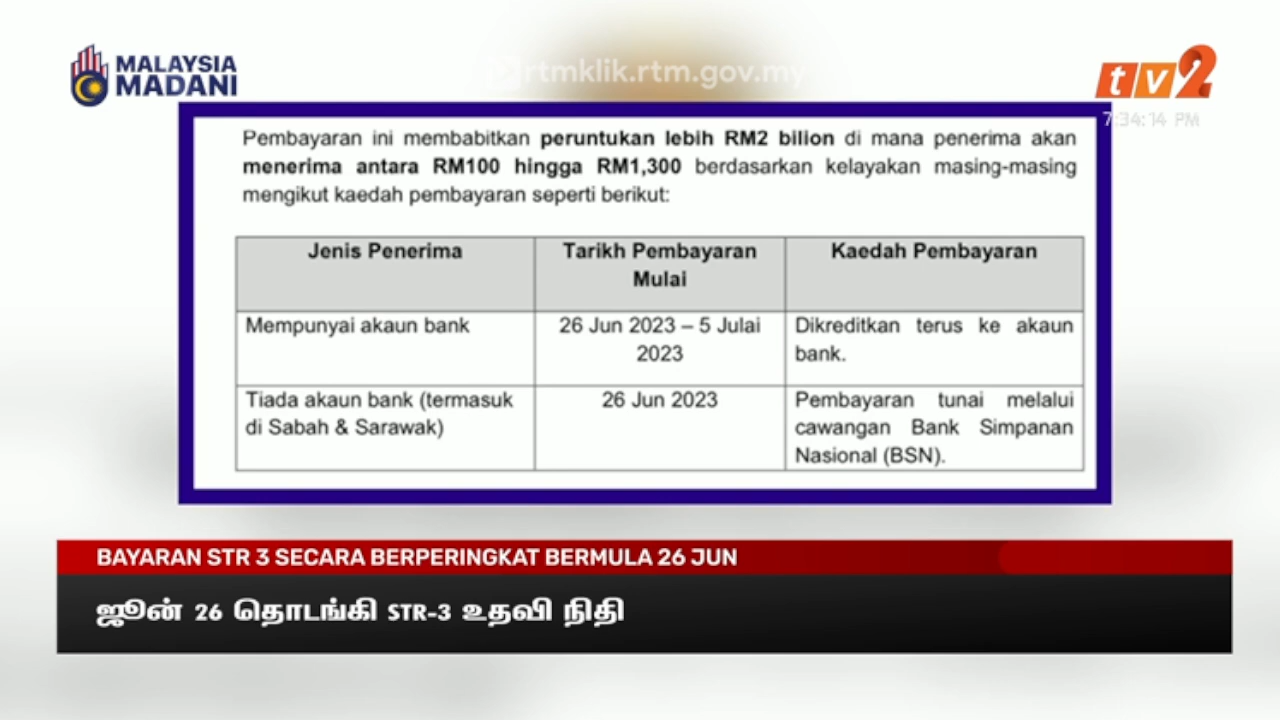 MALAYSIA
MADANI
rtmklik.rtm.gov.my
tv2
7:34:14 PM
Pembayaran ini membabitkan peruntukan lebih RM2 bilion di mana penerima akan
menerima antara RM100 hingga RM1,300 berdasarkan kelayakan masing-masing
mengikut kaedah pembayaran seperti berikut:
Jenis Penerima
Tarikh Pembayaran
Mulai
Kaedah Pembayaran
Mempunyai akaun bank
26 Jun 2023 – 5 Julai
2023
Dikreditkan terus ke akaun
bank.
Tiada akaun bank (termasuk
di Sabah & Sarawak)
26 Jun 2023
Pembayaran tunai melalui
cawangan Bank Simpanan
Nasional (BSN).
BAYARAN STR 3 SECARA BERPERINGKAT BERMULA 26 JUN
ஜூன் 26 தொடங்கி STR-3 உதவி நிதி